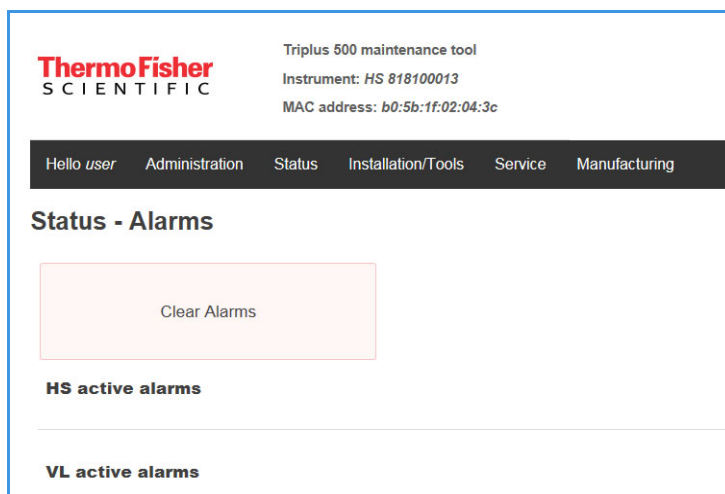 ThermoFisher
SCIENTIFIC
Triplus 500 maintenance tool
Instrument: HS 818100013
MAC address: b0:5b:1f:02:04:3c
Hello user Administration Status Installation/Tools Service Manufacturing
Status - Alarms
Clear Alarms
HS active alarms
VL active alarms